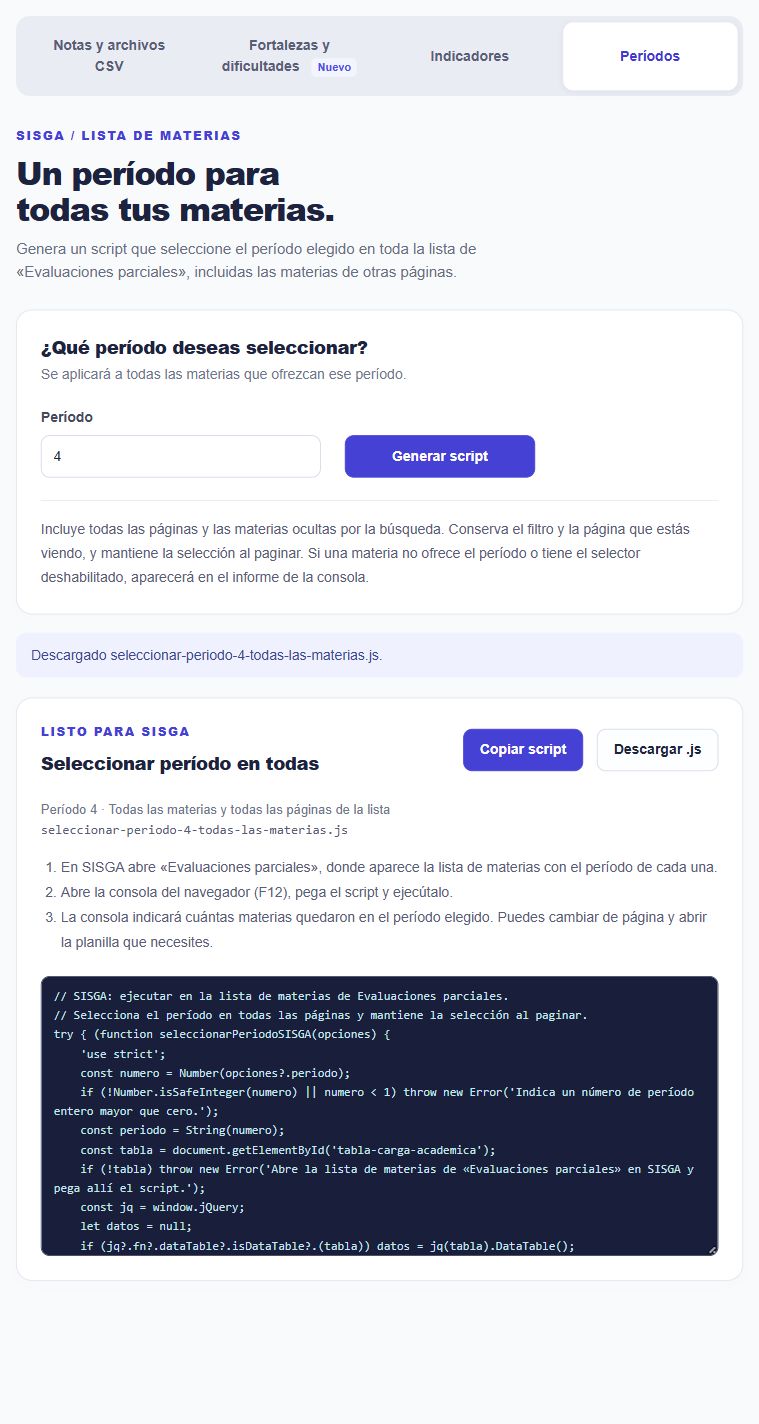 Notas y archivos
CSV
Fortalezas y
dificultades Nuevo
Indicadores
Períodos
SISGA / LISTA DE MATERIAS
Un período para
todas tus materias.
Genera un script que seleccione el período elegido en toda la lista de
«Evaluaciones parciales», incluidas las materias de otras páginas.
¿Qué período deseas seleccionar?
Se aplicará a todas las materias que ofrezcan ese período.
Período
4
Generar script
Incluye todas las páginas y las materias ocultas por la búsqueda. Conserva el filtro y la página que estás
viendo, y mantiene la selección al paginar. Si una materia no ofrece el período o tiene el selector
deshabilitado, aparecerá en el informe de la consola.
Descargado seleccionar-periodo-4-todas-las-materias.js.
LISTO PARA SISGA
Seleccionar período en todas
Copiar script
Descargar .js
Período 4 · Todas las materias y todas las páginas de la lista
seleccionar-periodo-4-todas-las-materias.js
1. En SISGA abre «Evaluaciones parciales», donde aparece la lista de materias con el período de cada una.
2. Abre la consola del navegador (F12), pega el script y ejecútalo.
3. La consola indicará cuántas materias quedaron en el período elegido. Puedes cambiar de página y abrir
la planilla que necesites.
// SISGA: ejecutar en la lista de materias de Evaluaciones parciales.
// Selecciona el período en todas las páginas y mantiene la selección al paginar.
try { (function seleccionarPeriodoSISGA(opciones) {
'use strict';
const numero = Number(opciones?.periodo);
if (!Number.isSafeInteger(numero) || numero < 1) throw new Error('Indica un número de período
entero mayor que cero.');
const periodo = String(numero);
const tabla = document.getElementById('tabla-carga-academica');
if (!tabla) throw new Error('Abre la lista de materias de «Evaluaciones parciales» en SISGA y
pega allí el script.');
const jq = window.jQuery;
let datos = null;
if (jq?.fn?.dataTable?.isDataTable?.(tabla)) datos = jq(tabla).DataTable();